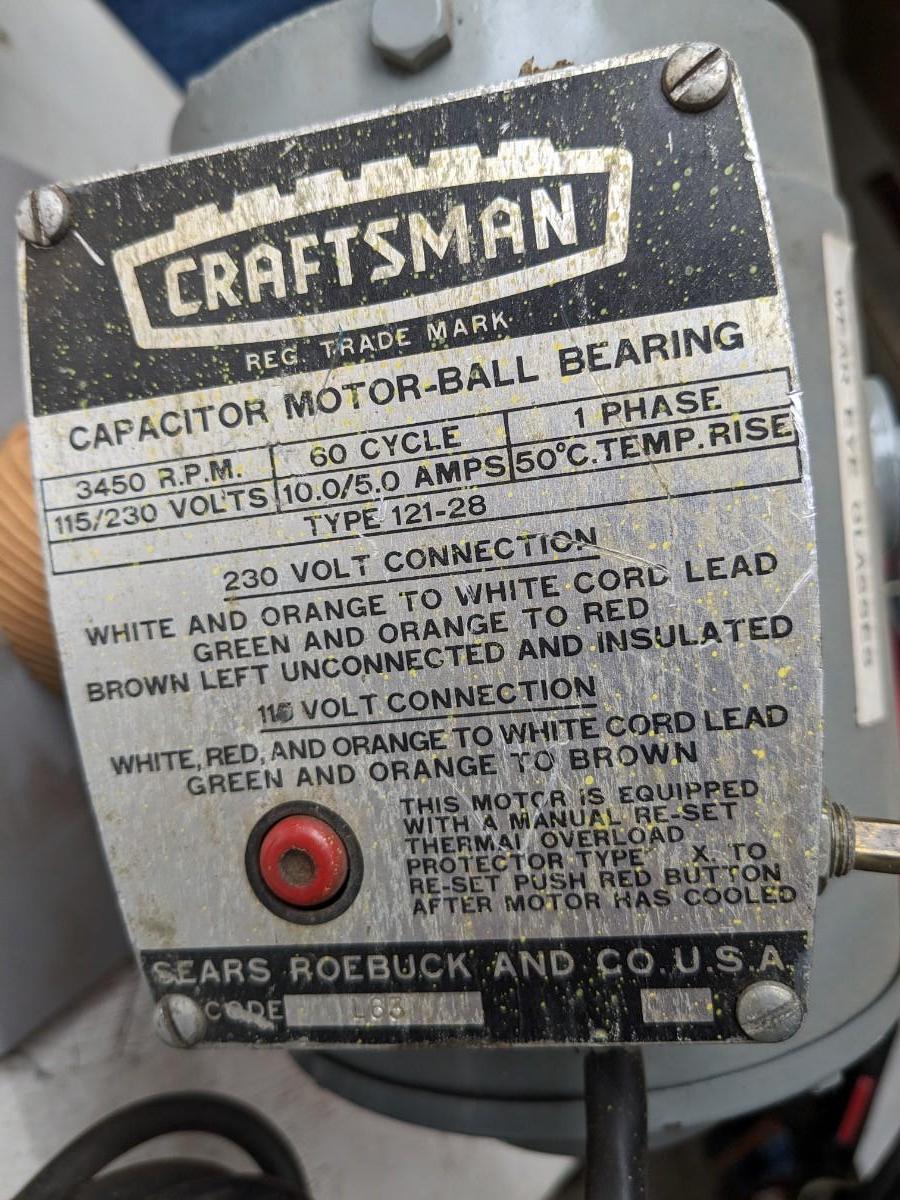 CRAFTSMAN
REG. TRADE MARK
CAPACITOR MOTOR-BALL BEARING
3450 R.P.M. 60 CYCLE 1 PHASE
115/230 VOLTS 10.0/5.0 AMPS 50°C.TEMP.RISE
TYPE 121-28
230 VOLT CONNECTION
WHITE AND ORANGE TO WHITE CORD LEAD
GREEN AND ORANGE TO RED
BROWN LEFT UNCONNECTED AND INSULATED
115 VOLT CONNECTION
WHITE, RED, AND ORANGE TO WHITE CORD LEAD
GREEN AND ORANGE TO BROWN
THIS MOTOR IS EQUIPPED
WITH A MANUAL RE-SET
THERMAL OVERLOAD
PROTECTOR TYPE X. TO
RE-SET PUSH RED BUTTON
AFTER MOTOR HAS COOLED
SEARS ROEBUCK AND CO. U.S.A.
CODE L63
WEAR EYE GLASSES